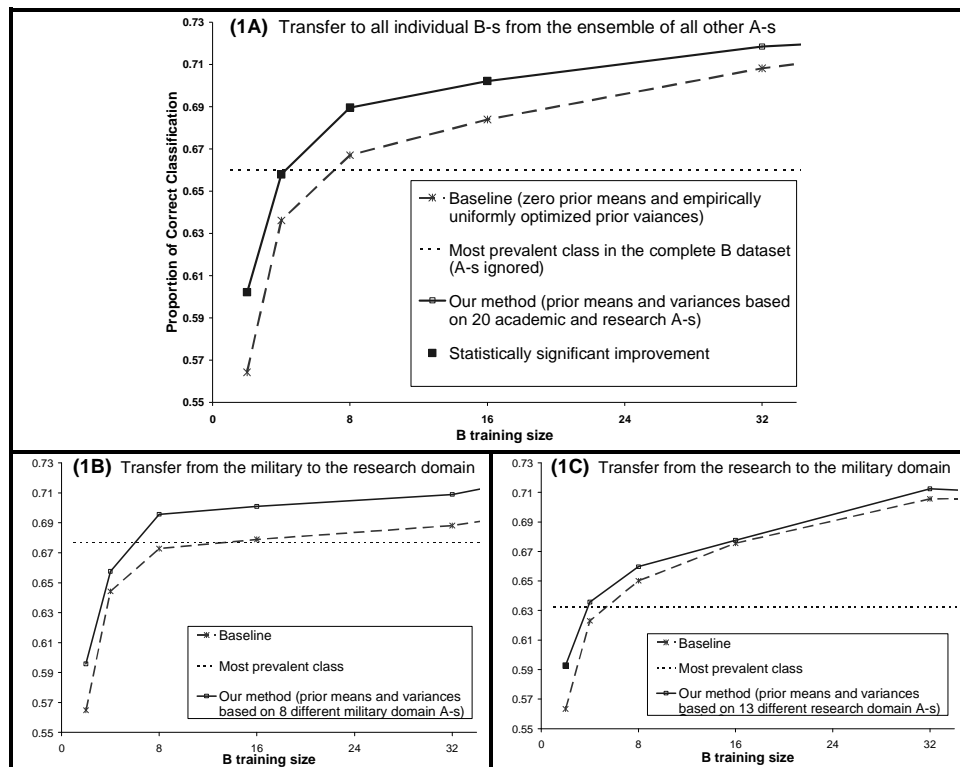 (1A) Transfer to all individual B-s from the ensemble of all other A-s
Proportion of Correct Classification
0.73
0.71
0.69
0.67
0.65
0.63
0.61
0.59
0.57
0.55
Baseline (zero prior means and empirically
uniformly optimized prior vaiances)
Most prevalent class in the complete B dataset
(A-s ignored)
Our method (prior means and variances based
on 20 academic and research A-s)
Statistically significant improvement
0 8 16 24 32
B training size
(1B) Transfer from the military to the research domain
0.73
0.71
0.69
0.67
0.65
0.63
0.61
0.59
0.57
0.55
Baseline
Most prevalent class
Our method (prior means and variances
based on 8 different military domain A-s)
0 8 16 24 32
B training size
(1C) Transfer from the research to the military domain
0.73
0.71
0.69
0.67
0.65
0.63
0.61
0.59
0.57
0.55
Baseline
Most prevalent class
Our method (prior means and variances
based on 13 different research domain A-s)
0 8 16 24 32
B training size